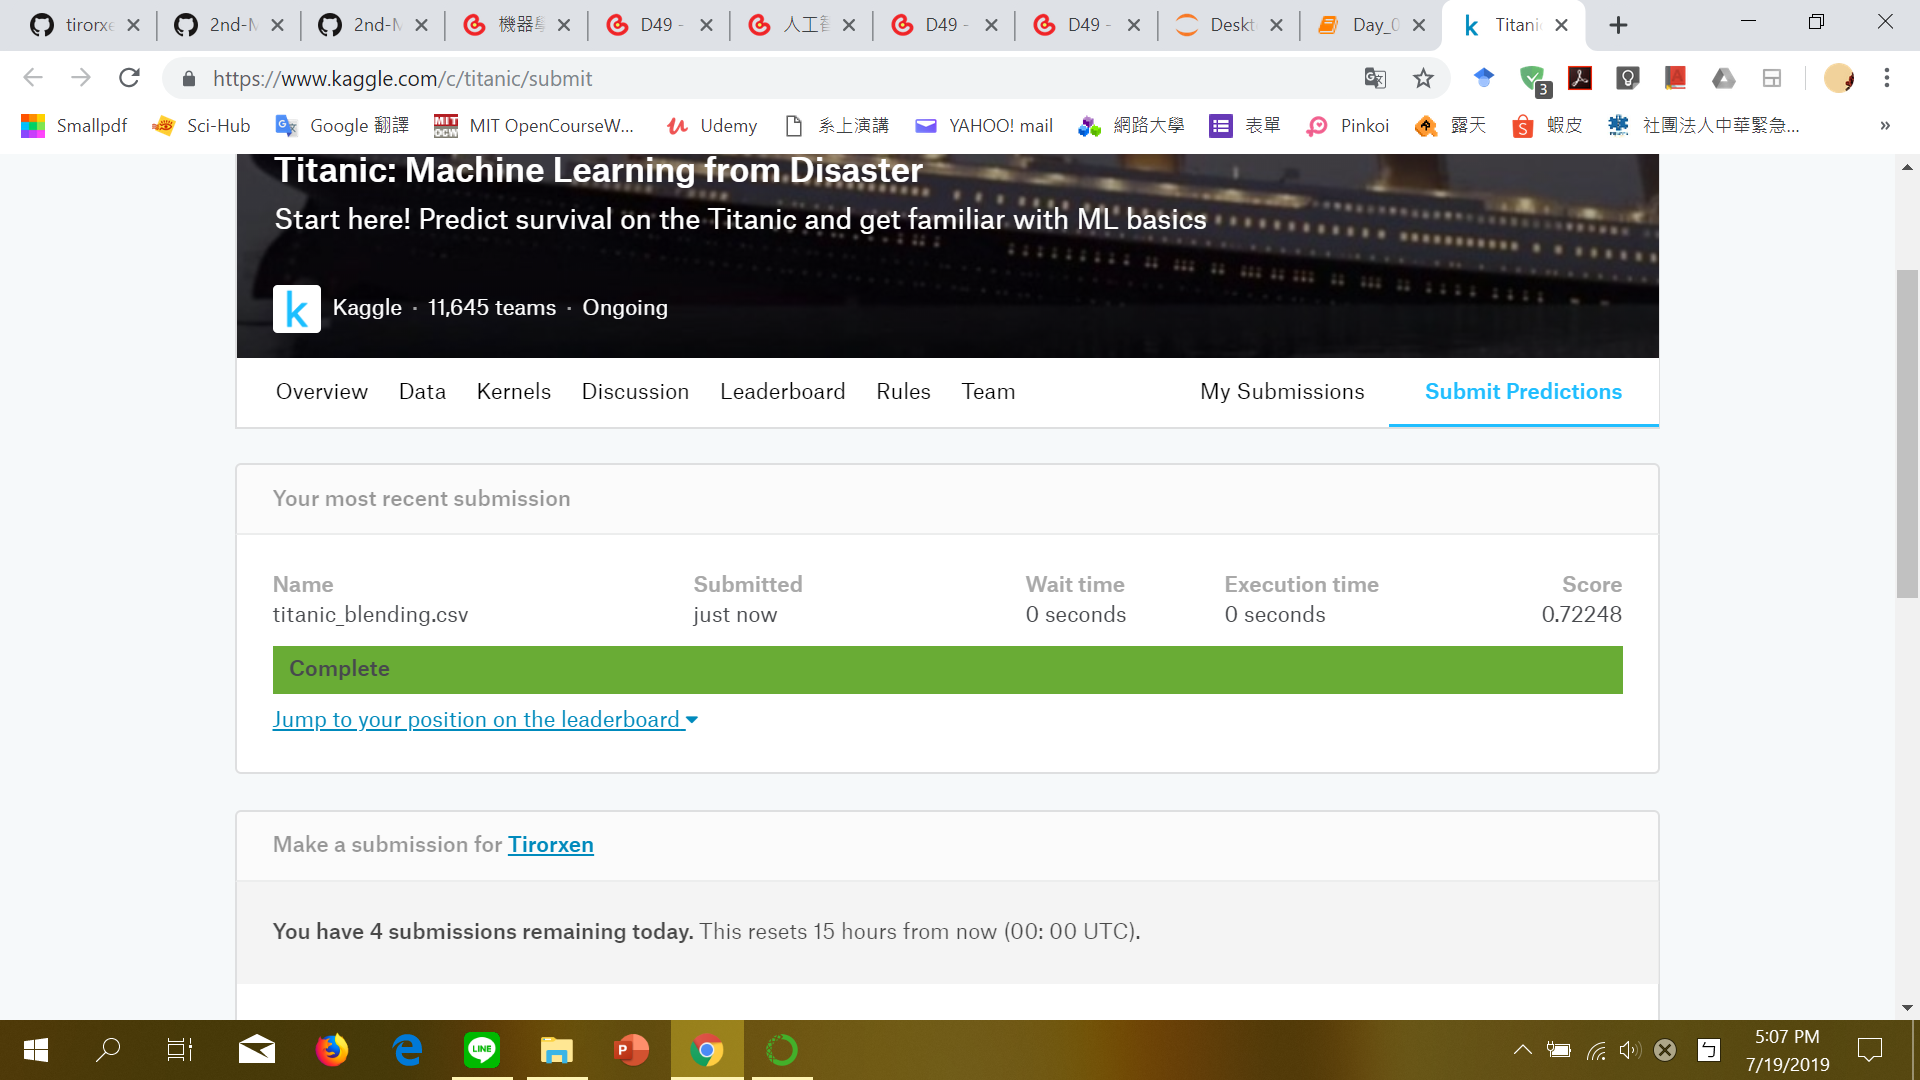 tirorxe
2nd-M
2nd-M
機器學
D49 -
人工智
D49 -
D49 -
Deskt
Day_0
Titani
https://www.kaggle.com/c/titanic/submit
3
Smallpdf
Sci-Hub
Google 翻譯
MIT OCW
MIT OpenCourseW...
Udemy
系上演講
YAHOO! mail
網路大學
表單
Pinkoi
露天
蝦皮
社團法人中華緊急...
»
Titanic: Machine Learning from Disaster
Start here! Predict survival on the Titanic and get familiar with ML basics
k
Kaggle · 11,645 teams · Ongoing
Overview Data Kernels Discussion Leaderboard Rules Team My Submissions Submit Predictions
Your most recent submission
Name Submitted Wait time Execution time Score
titanic_blending.csv just now 0 seconds 0 seconds 0.72248
Complete
Jump to your position on the leaderboard
Make a submission for Tirorxen
You have 4 submissions remaining today. This resets 15 hours from now (00: 00 UTC).
LINE
P
ㄅ
5:07 PM
7/19/2019